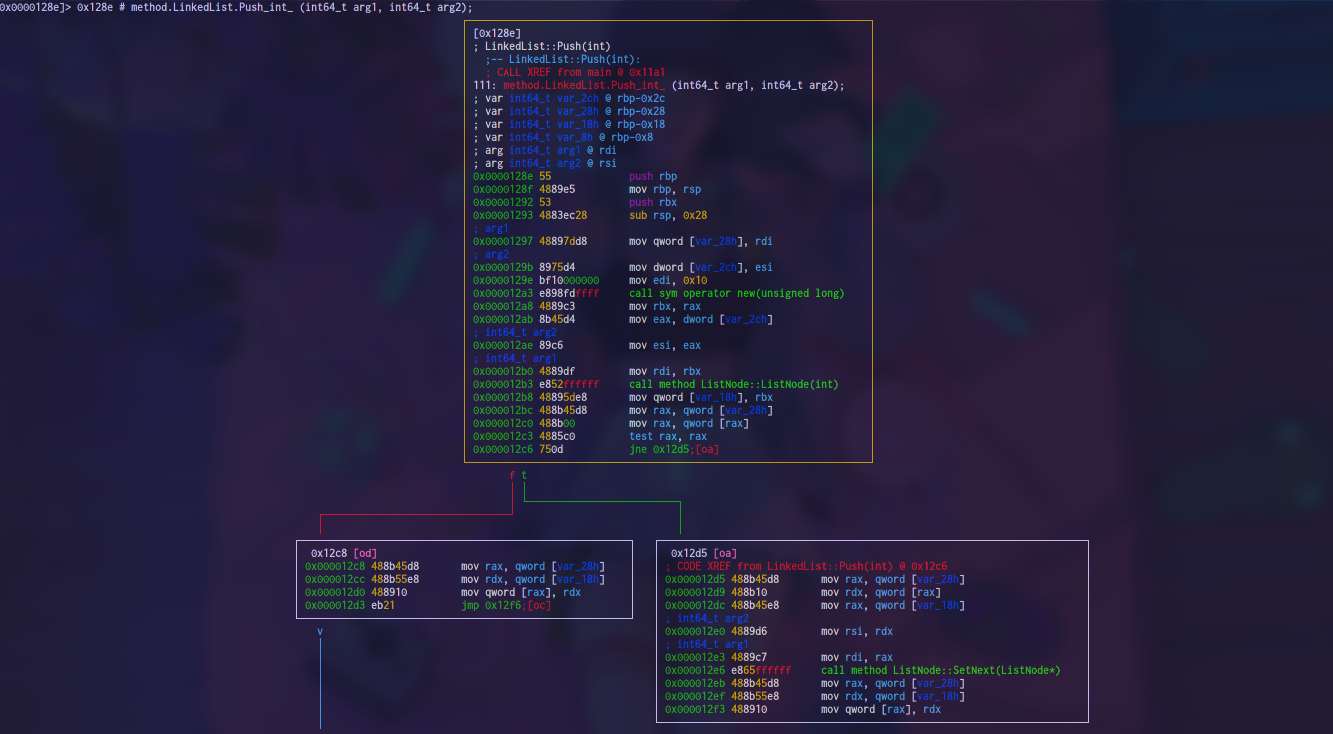 0x0000128e]> 0x128e # method.LinkedList.Push_int_ (int64_t arg1, int64_t arg2);
[0x128e]
; LinkedList::Push(int)
;-- LinkedList::Push(int):
; CALL XREF from main @ 0x11a1
111: method.LinkedList.Push_int_ (int64_t arg1, int64_t arg2);
; var int64_t var_2ch @ rbp-0x2c
; var int64_t var_28h @ rbp-0x28
; var int64_t var_18h @ rbp-0x18
; var int64_t var_8h @ rbp-0x8
; arg int64_t arg1 @ rdi
; arg int64_t arg2 @ rsi
0x0000128e 55 push rbp
0x0000128f 4889e5 mov rbp, rsp
0x00001292 53 push rbx
0x00001293 4883ec28 sub rsp, 0x28
; arg1
0x00001297 48897dd8 mov qword [var_28h], rdi
; arg2
0x0000129b 8975d4 mov dword [var_2ch], esi
0x0000129e bf10000000 mov edi, 0x10
0x000012a3 e898fdffff call sym operator new(unsigned long)
0x000012a8 4889c3 mov rbx, rax
0x000012ab 8b45d4 mov eax, dword [var_2ch]
; int64_t arg2
0x000012ae 89c6 mov esi, eax
; int64_t arg1
0x000012b0 4889df mov rdi, rbx
0x000012b3 e852ffffff call method ListNode::ListNode(int)
0x000012b8 48895de8 mov qword [var_18h], rbx
0x000012bc 488b45d8 mov rax, qword [var_28h]
0x000012c0 488b00 mov rax, qword [rax]
0x000012c3 4885c0 test rax, rax
0x000012c6 750d jne 0x12d5;[oa]
f t
0x12c8 [od]
0x000012c8 488b45d8 mov rax, qword [var_28h]
0x000012cc 488b55e8 mov rdx, qword [var_18h]
0x000012d0 488910 mov qword [rax], rdx
0x000012d3 eb21 jmp 0x12f6;[oc]
v
0x12d5 [oa]
; CODE XREF from LinkedList::Push(int) @ 0x12c6
0x000012d5 488b45d8 mov rax, qword [var_28h]
0x000012d9 488b10 mov rdx, qword [rax]
0x000012dc 488b45e8 mov rax, qword [var_18h]
; int64_t arg2
0x000012e0 4889d6 mov rsi, rdx
; int64_t arg1
0x000012e3 4889c7 mov rdi, rax
0x000012e6 e865ffffff call method ListNode::SetNext(ListNode*)
0x000012eb 488b45d8 mov rax, qword [var_28h]
0x000012ef 488b55e8 mov rdx, qword [var_18h]
0x000012f3 488910 mov qword [rax], rdx